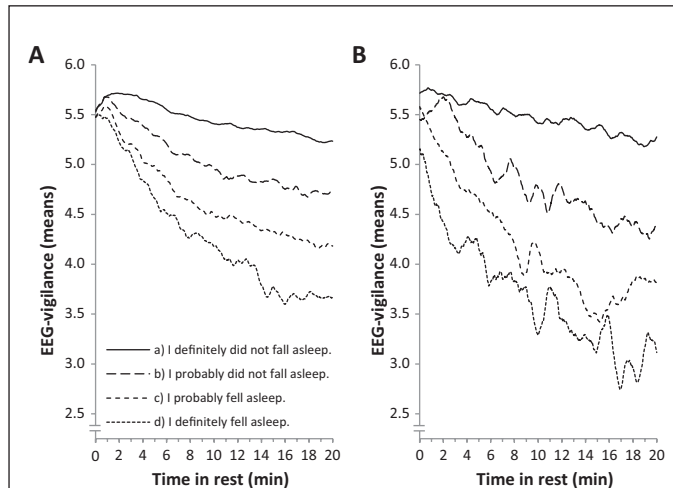 A
B
6.0
5.5
5.0
4.5
4.0
3.5
3.0
2.5
EEG-vigilance (means)
a) I definitely did not fall asleep.
b) I probably did not fall asleep.
c) I probably fell asleep.
d) I definitely fell asleep.
0 2 4 6 8 10 12 14 16 18 20
Time in rest (min)
6.0
5.5
5.0
4.5
4.0
3.5
3.0
2.5
EEG-vigilance (means)
0 2 4 6 8 10 12 14 16 18 20
Time in rest (min)